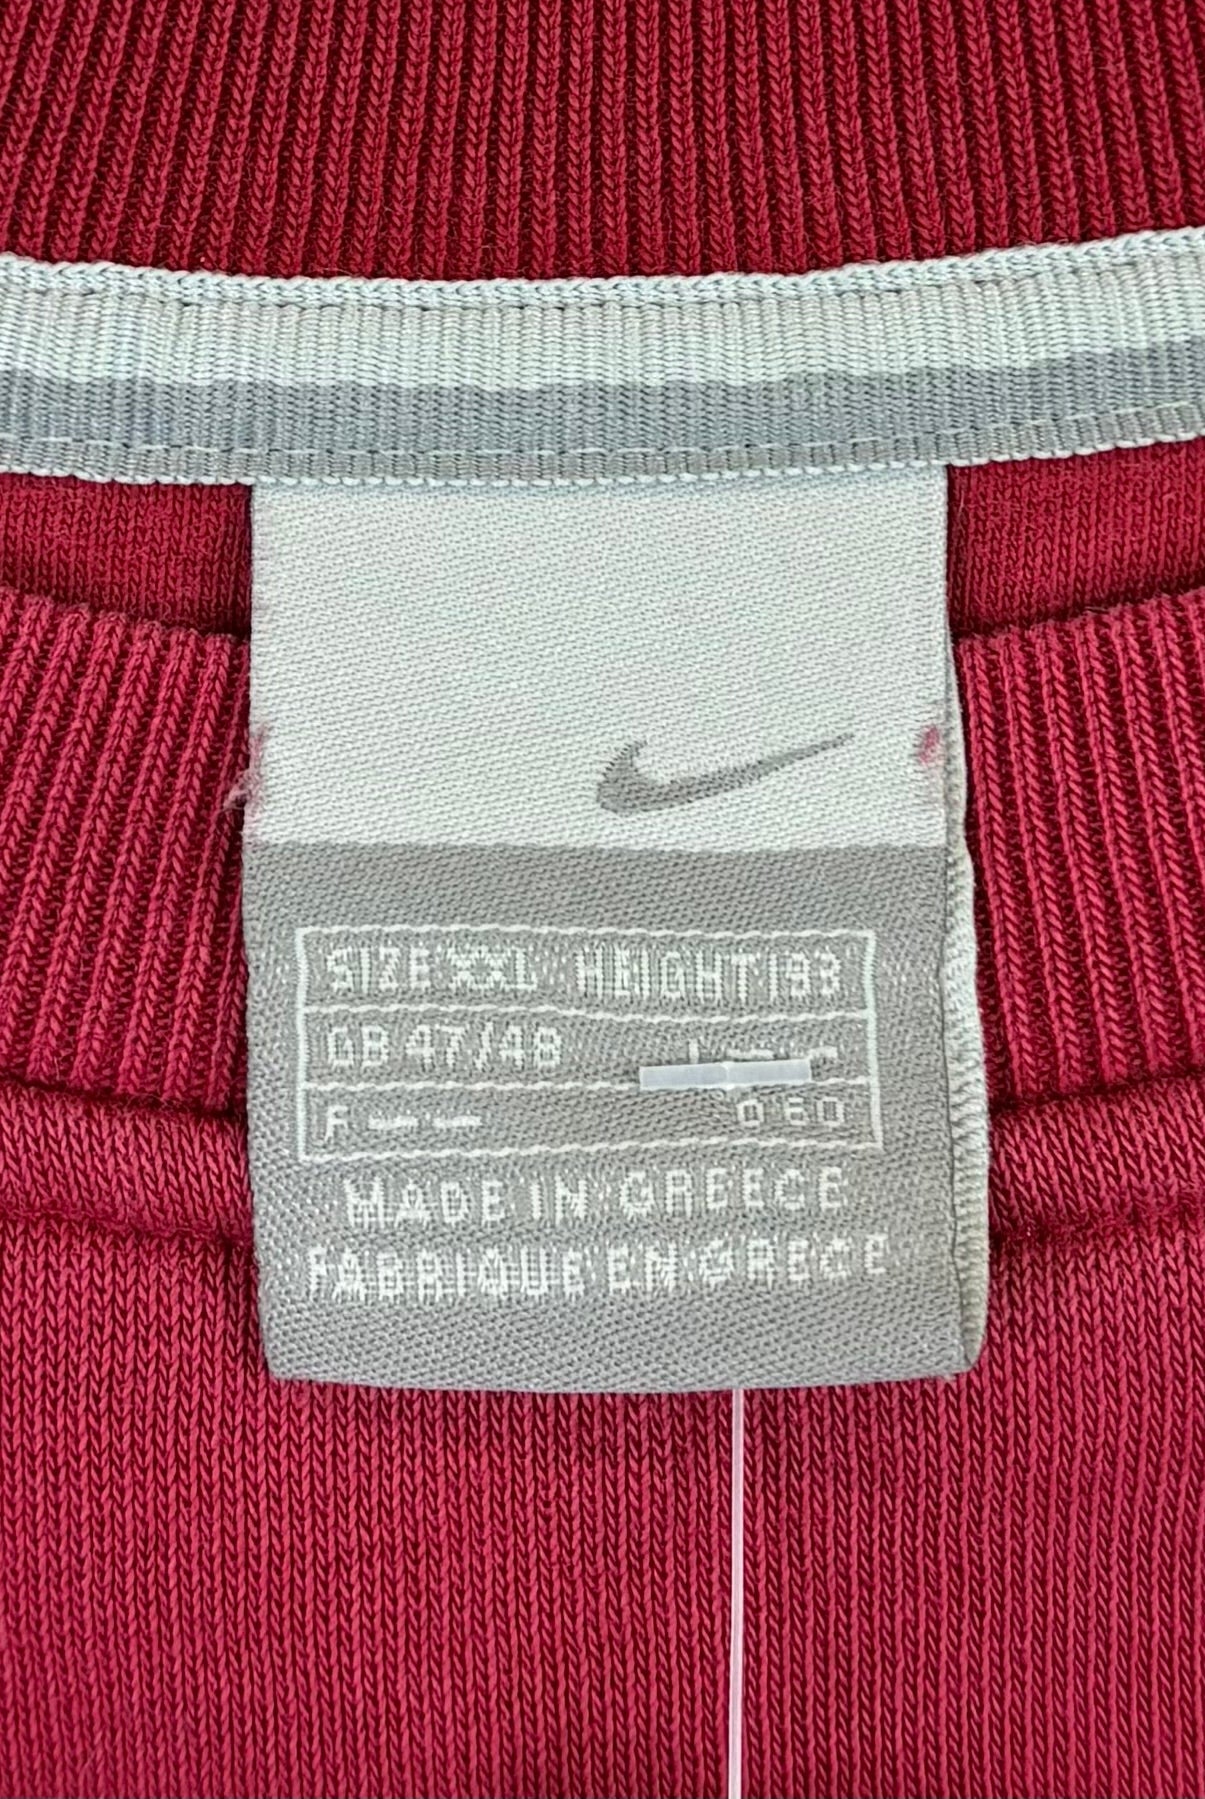 SIZE XXL HEIGHT 193
GB 47/48 I -- --
F -- --
MADE IN GREECE
FABRIQUE EN GRECE